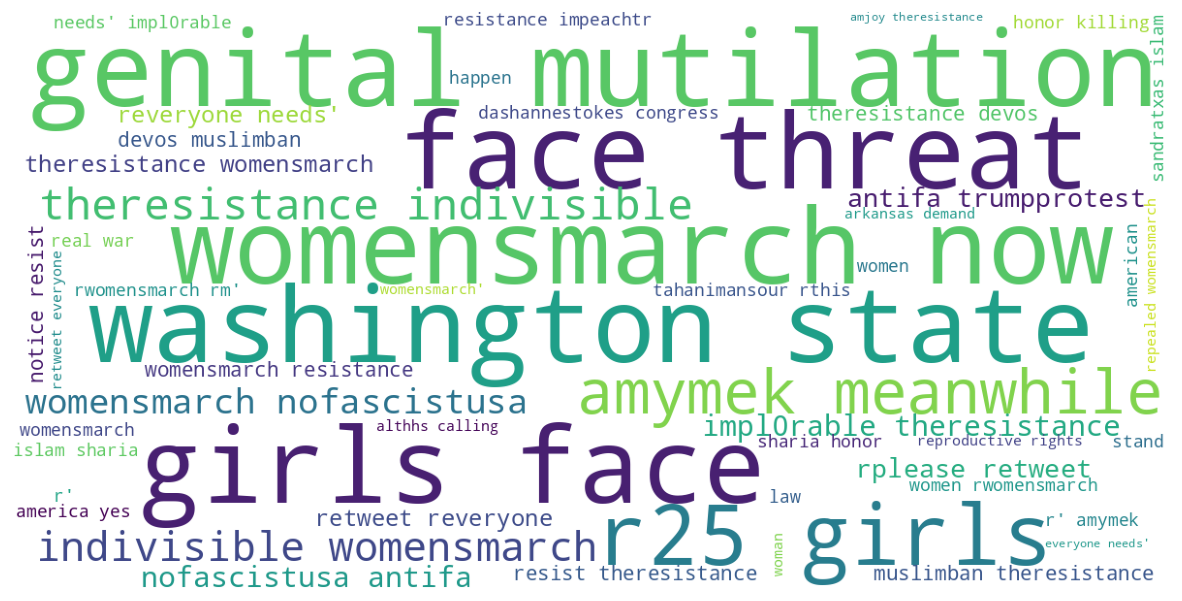 needs' impl0rable
resistance impeachtr
amjoy theresistance
honor killing
genital mutilation
happen
sandratxas islam
reveryone needs'
dashannestokes congress
theresistance devos
face threat
devos muslimban
theresistance womensmarch
theresistance indivisible
antifa trumpprotest
arkansas demand
womensmarch now
notice resist
real war
retweet everyone
women
american
repealed womensmarch
rwomensmarch rm'
womensmarch'
tahanimansour rthis
washington state
womensmarch resistance
amymek meanwhile
womensmarch nofascistusa
womensmarch
althhs calling
impl0rable theresistance
islam sharia
girls face
sharia honor
reproductive rights
stand
rplease retweet
women rwomensmarch
r'
law
america yes
retweet reveryone
r25 girls
r' amymek
indivisible womensmarch
woman
everyone needs'
nofascistusa antifa
resist theresistance
muslimban theresistance